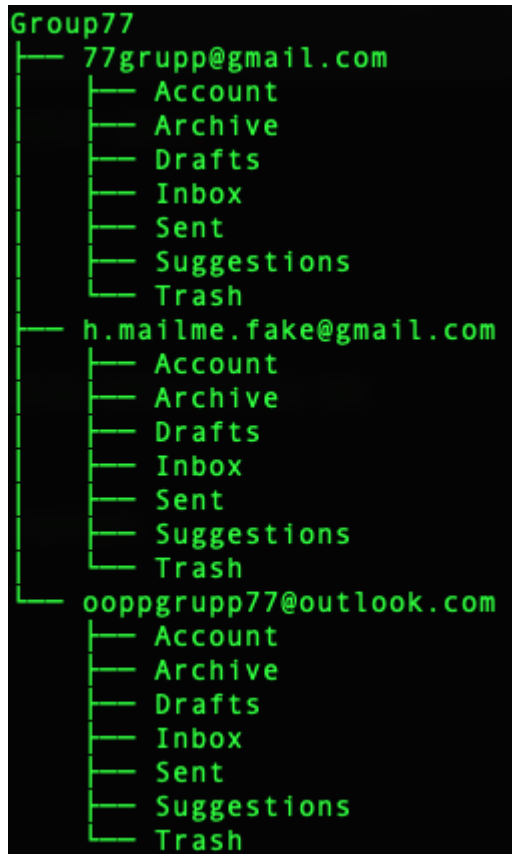 Group77
├── 77grupp@gmail.com
│   ├── Account
│   ├── Archive
│   ├── Drafts
│   ├── Inbox
│   ├── Sent
│   ├── Suggestions
│   └── Trash
├── h.mailme.fake@gmail.com
│   ├── Account
│   ├── Archive
│   ├── Drafts
│   ├── Inbox
│   ├── Sent
│   ├── Suggestions
│   └── Trash
└── ooppgrupp77@outlook.com
    ├── Account
    ├── Archive
    ├── Drafts
    ├── Inbox
    ├── Sent
    ├── Suggestions
    └── Trash